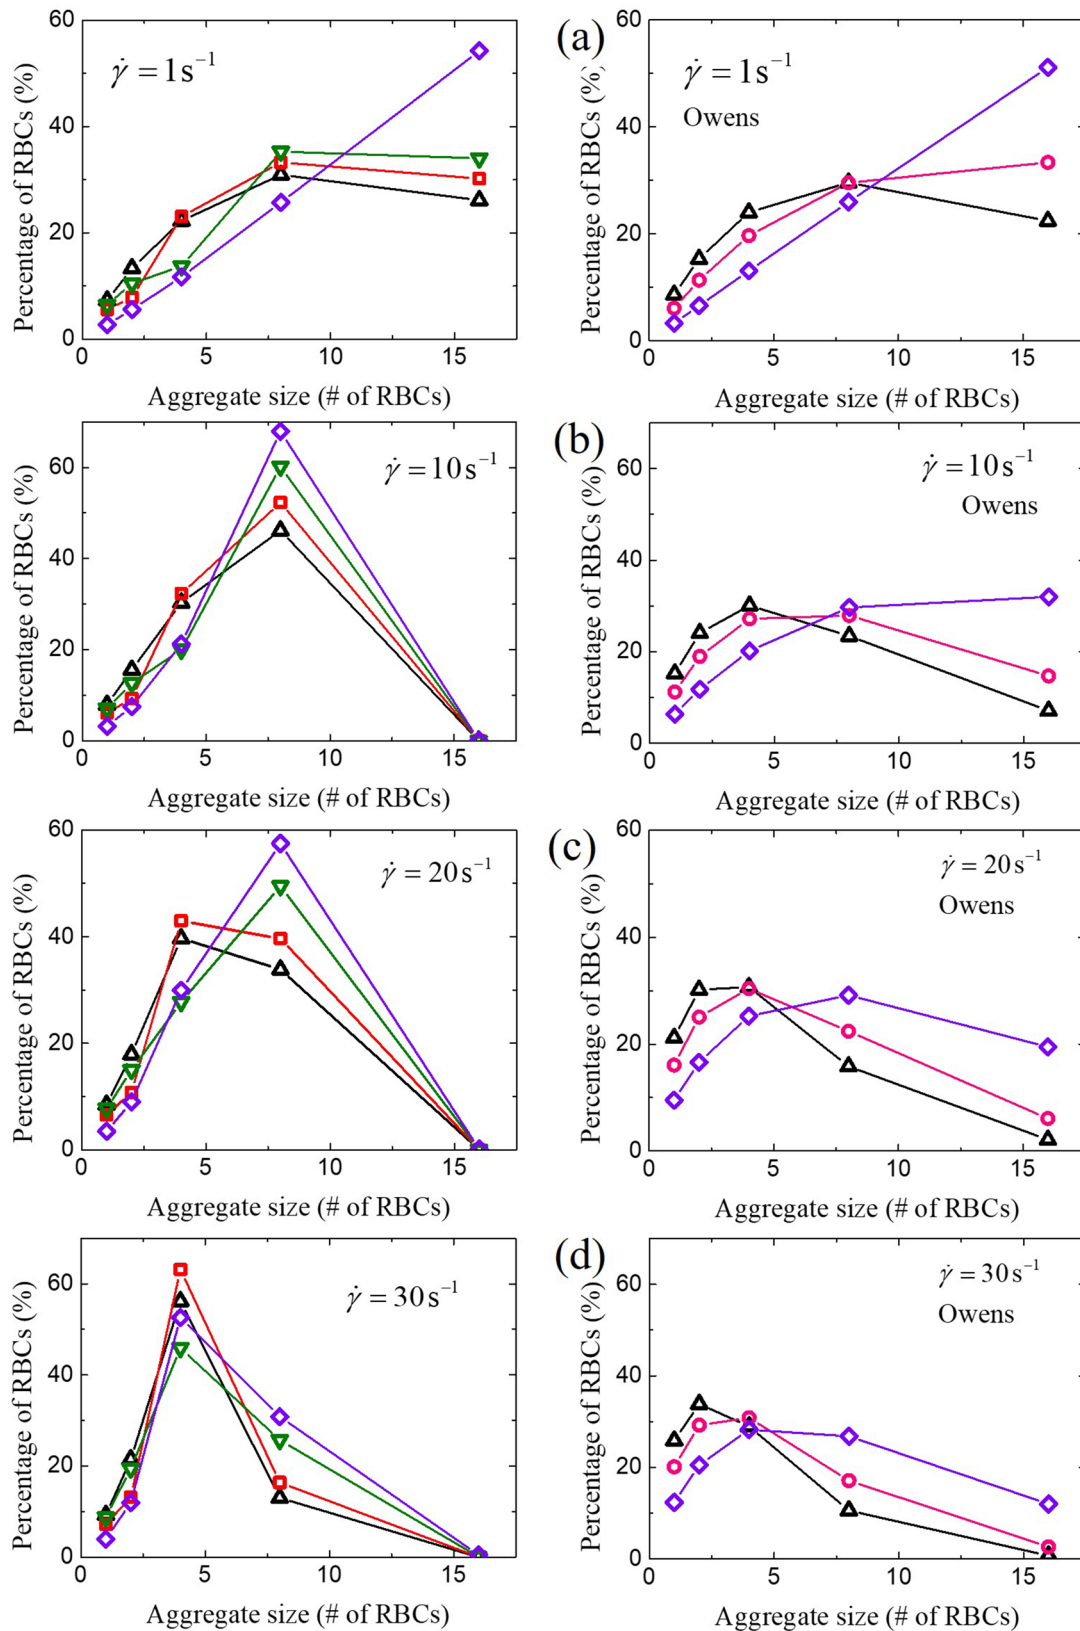 60
40
20
0
Percentage of RBCs (%)
γ̇ = 1s⁻¹
0 5 10 15
Aggregate size (# of RBCs)
(a)
60
40
20
0
Percentage of RBCs (%)
γ̇ = 1s⁻¹
Owens
0 5 10 15
Aggregate size (# of RBCs)
60
40
20
0
Percentage of RBCs (%)
γ̇ = 10s⁻¹
0 5 10 15
Aggregate size (# of RBCs)
(b)
60
40
20
0
Percentage of RBCs (%)
γ̇ = 10s⁻¹
Owens
0 5 10 15
Aggregate size (# of RBCs)
60
40
20
0
Percentage of RBCs (%)
γ̇ = 20s⁻¹
0 5 10 15
Aggregate size (# of RBCs)
(c)
60
40
20
0
Percentage of RBCs (%)
γ̇ = 20s⁻¹
Owens
0 5 10 15
Aggregate size (# of RBCs)
60
40
20
0
Percentage of RBCs (%)
γ̇ = 30s⁻¹
0 5 10 15
Aggregate size (# of RBCs)
(d)
60
40
20
0
Percentage of RBCs (%)
γ̇ = 30s⁻¹
Owens
0 5 10 15
Aggregate size (# of RBCs)